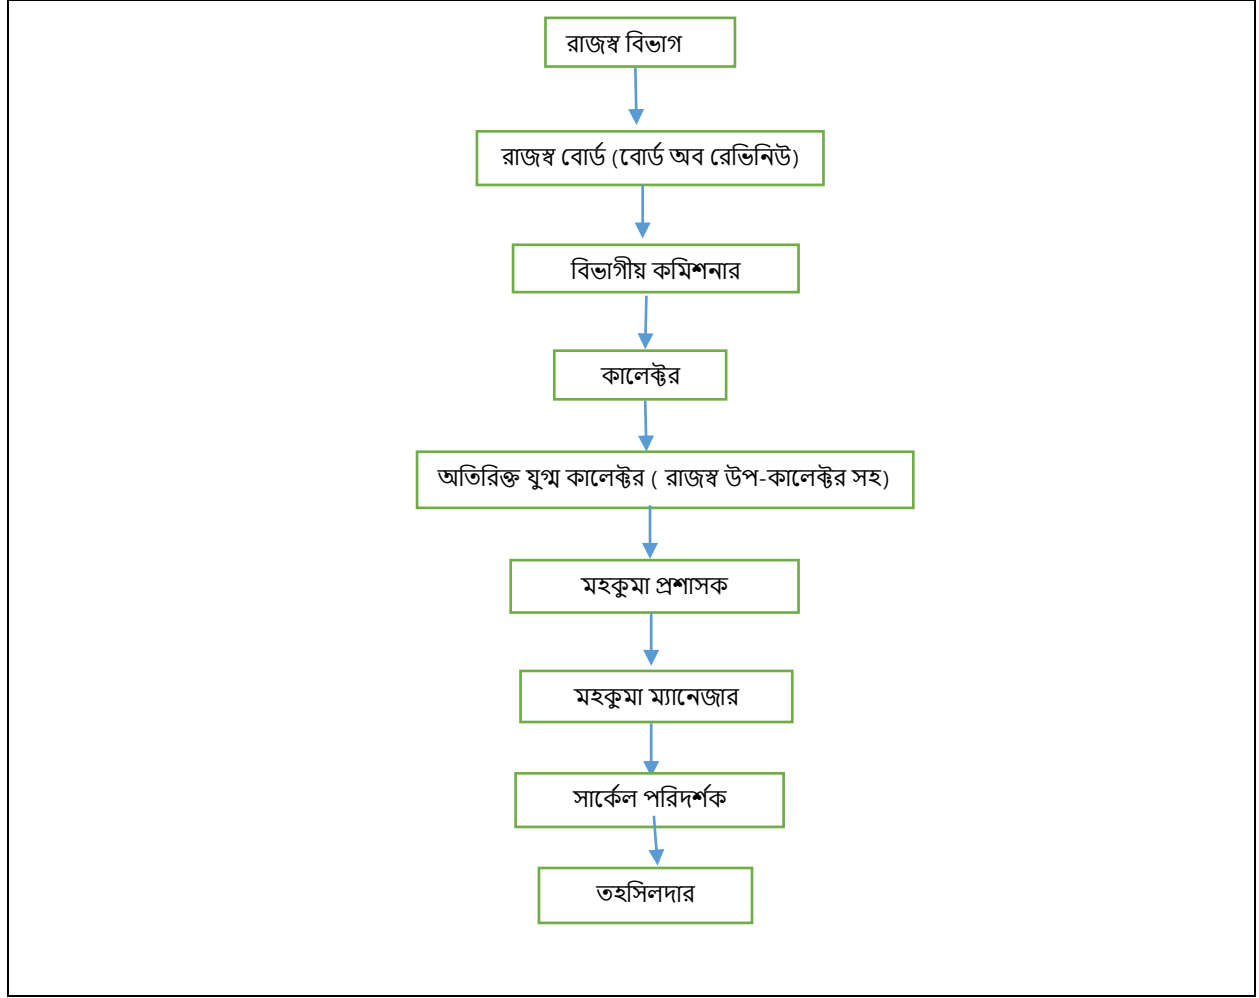 রাজস্ব বিভাগ
রাজস্ব বোর্ড (বোর্ড অব রেভিনিউ)
বিভাগীয় কমিশনার
কালেক্টর
অতিরিক্ত যুগ্ম কালেক্টর ( রাজস্ব উপ-কালেক্টর সহ)
মহকুমা প্রশাসক
মহকুমা ম্যানেজার
সার্কেল পরিদর্শক
তহসিলদার